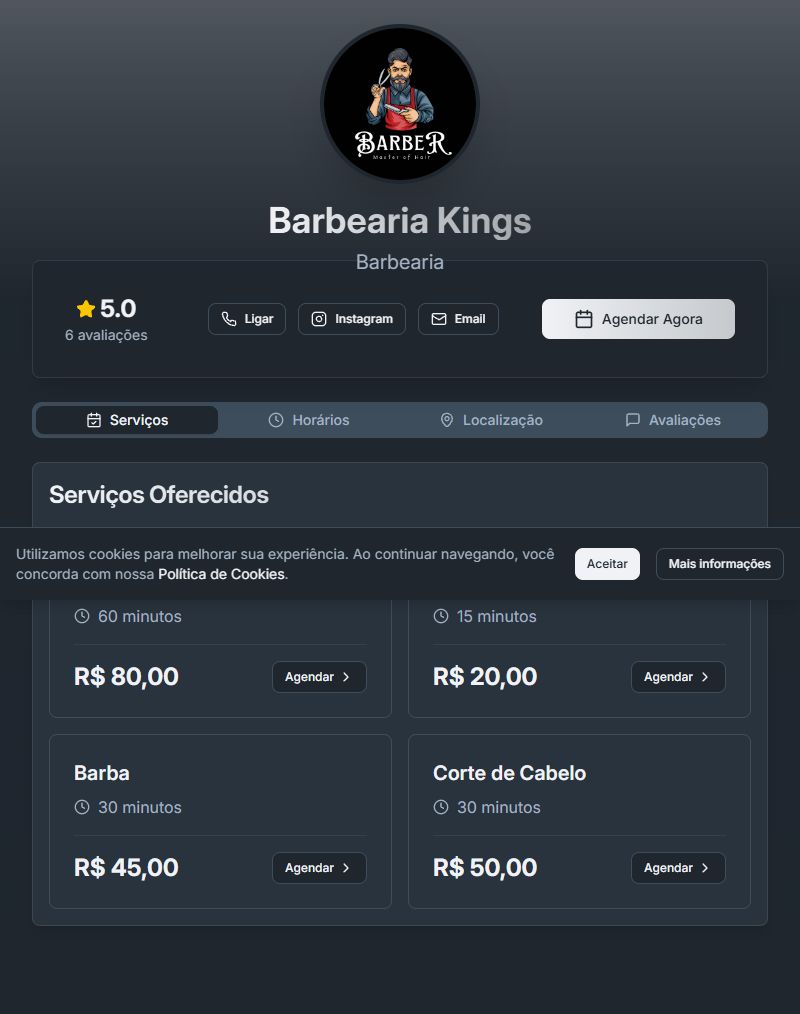 BARBER
Master of Hair
Barbearia Kings
Barbearia
5.0
6 avaliações
Ligar
Instagram
Email
Agendar Agora
Serviços
Horários
Localização
Avaliações
Serviços Oferecidos
Utilizamos cookies para melhorar sua experiência. Ao continuar navegando, você
concorda com nossa Política de Cookies.
Aceitar
Mais informações
60 minutos
15 minutos
R$ 80,00
Agendar
R$ 20,00
Agendar
Barba
Corte de Cabelo
30 minutos
30 minutos
R$ 45,00
Agendar
R$ 50,00
Agendar